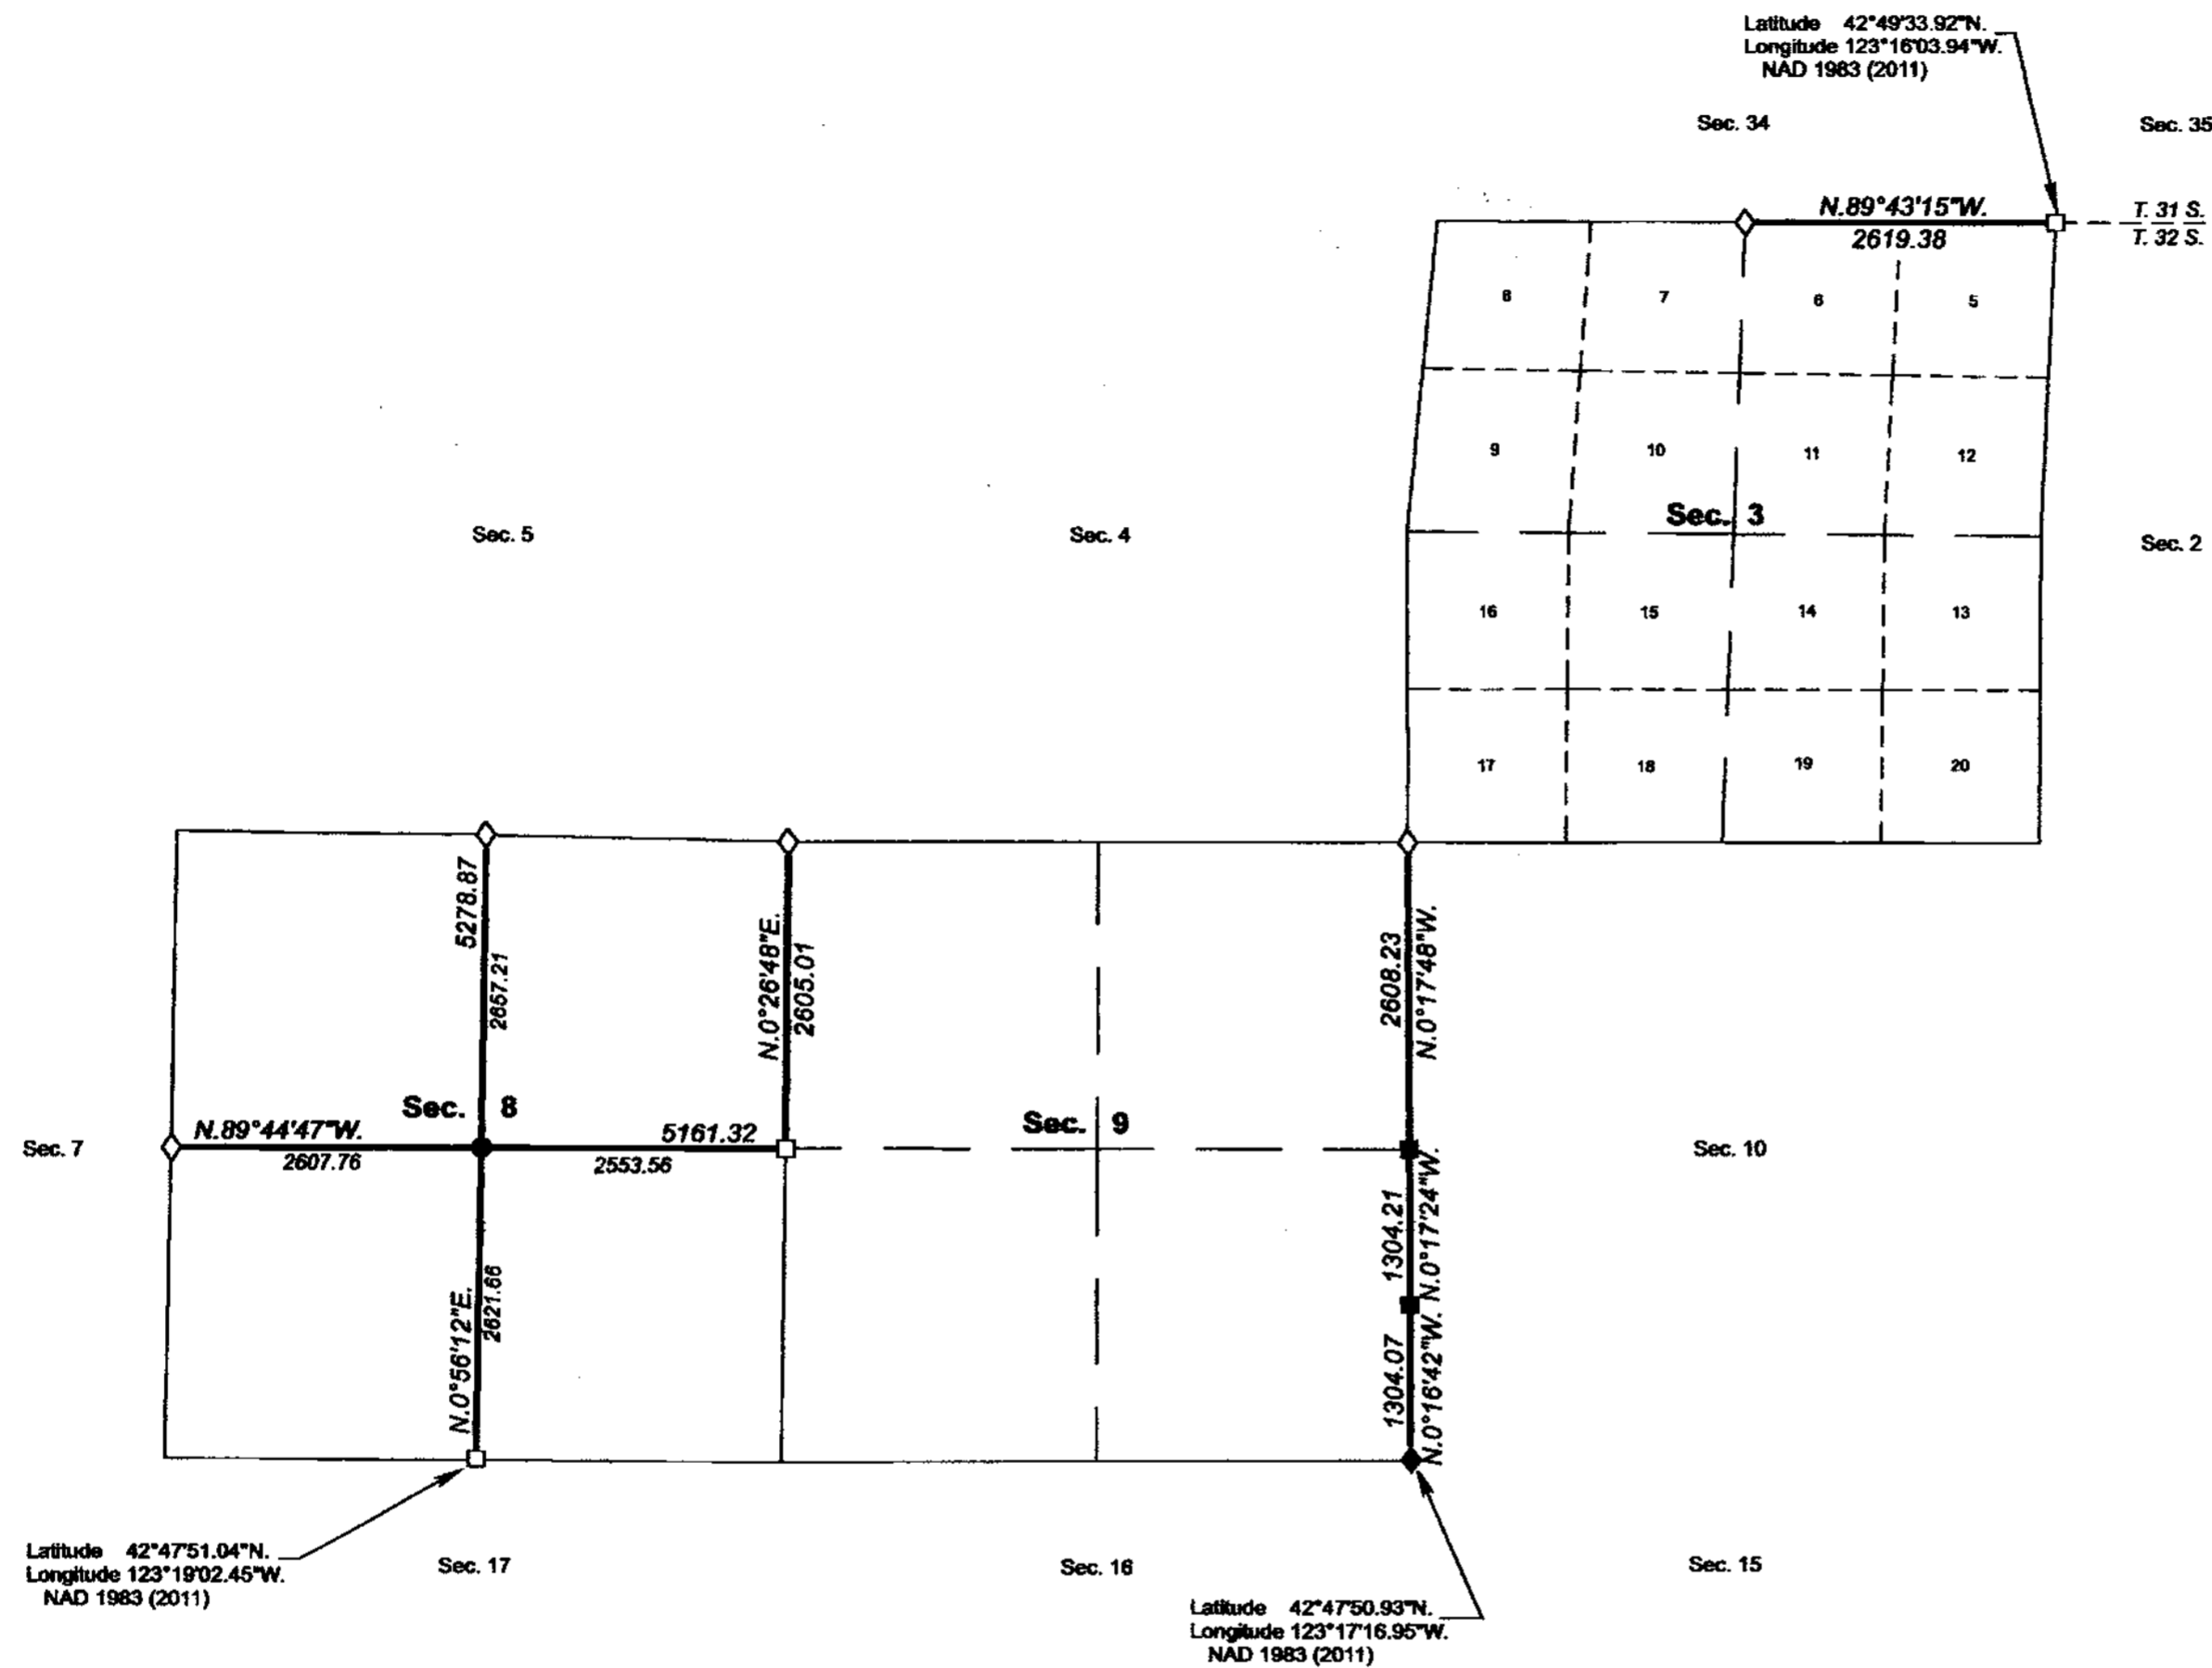 Latitude 42°49'33.92"N.
Longitude 123°16'03.94"W.
NAD 1983 (2011)
Sec. 34
Sec. 35
N.89°43'15"W.
2619.38
T. 31 S.
T. 32 S.
8
7
6
5
9
10
11
12
Sec. 3
Sec. 5
Sec. 4
Sec. 2
16
15
14
13
17
18
19
20
5278.87
2657.21
N.0°26'48"E.
2605.01
2608.23
N.0°17'48"W.
Sec. 8
Sec. 9
Sec. 7
N.89°44'47"W.
2607.76
5161.32
2553.56
Sec. 10
1304.21
N.0°17'24"W.
N.0°56'12"E.
2621.66
1304.07
N.0°16'42"W.
Latitude 42°47'51.04"N.
Longitude 123°19'02.45"W.
NAD 1983 (2011)
Sec. 17
Sec. 16
Sec. 15
Latitude 42°47'50.93"N.
Longitude 123°17'16.95"W.
NAD 1983 (2011)